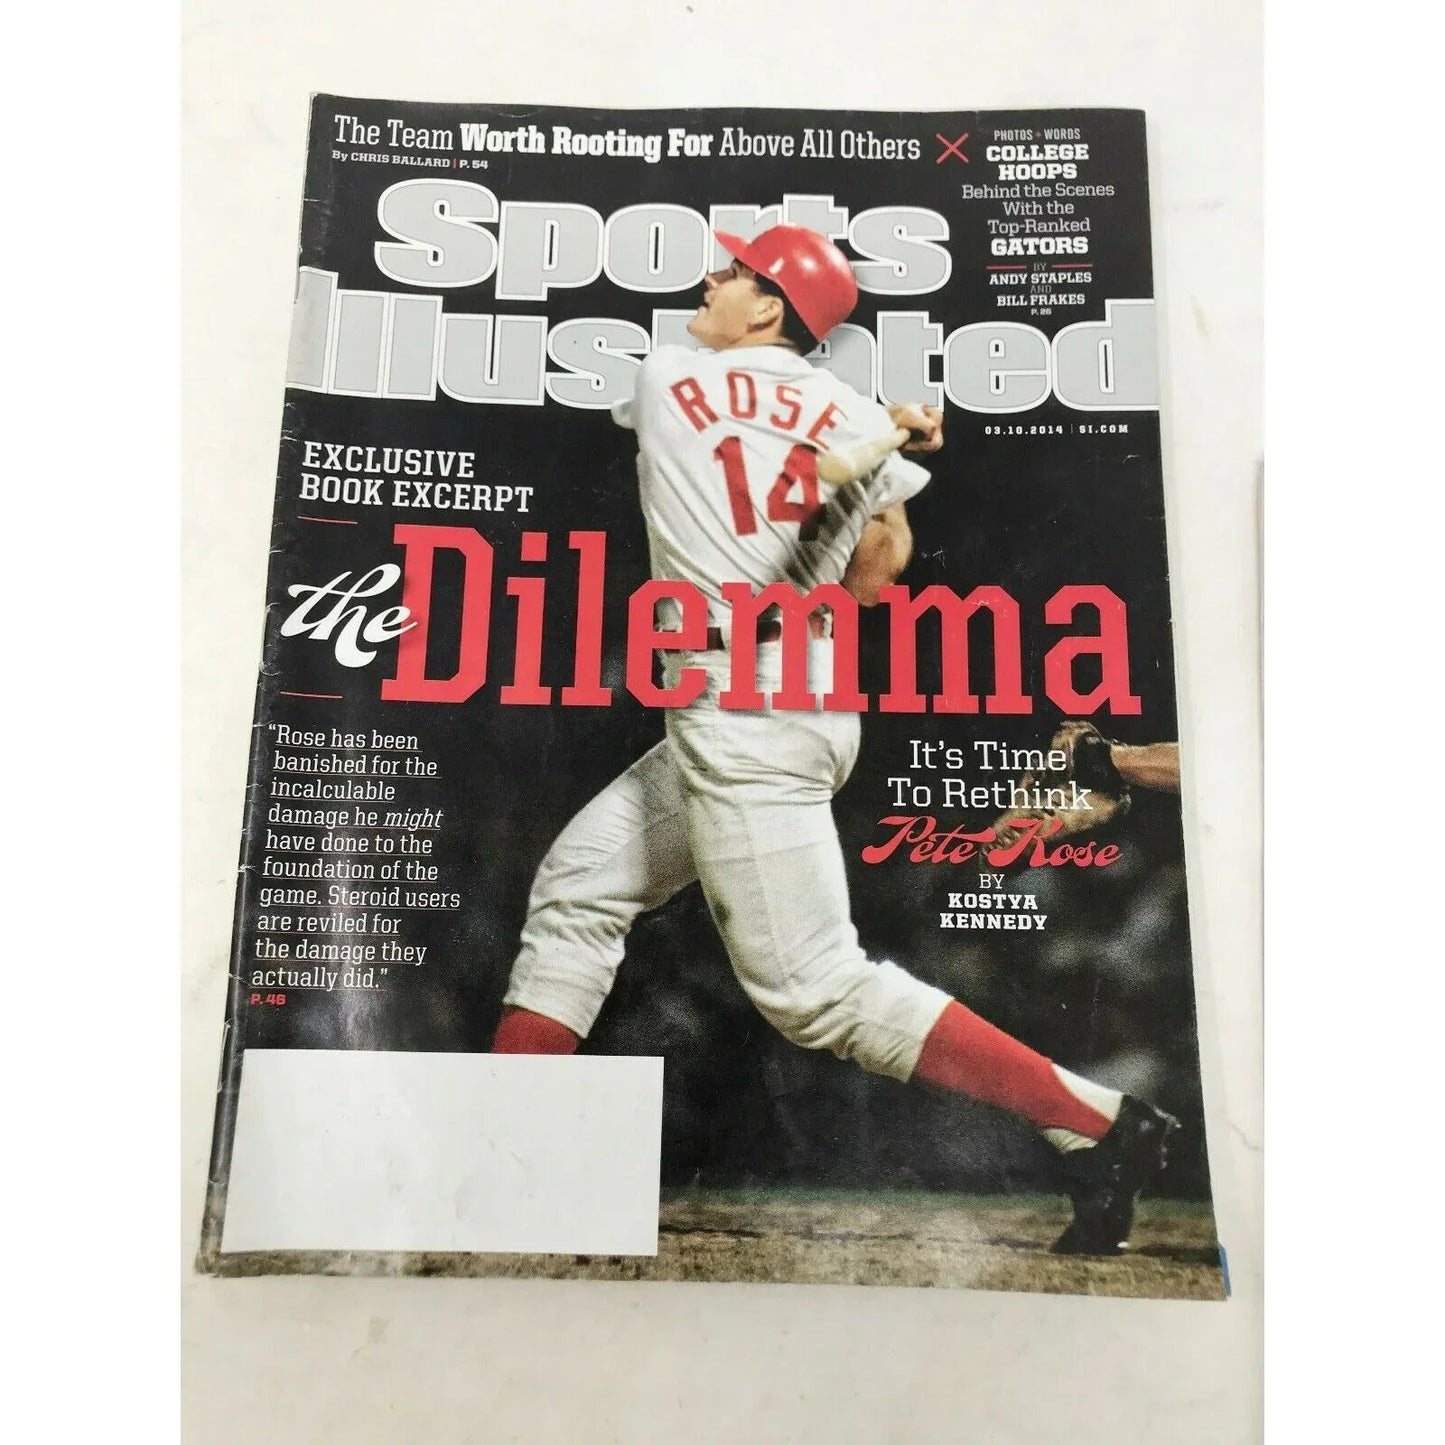 The Team Worth Rooting For Above All Others
By CHRIS BALLARD | P. 54
PHOTOS + WORDS
COLLEGE
HOOPS
Behind the Scenes
With the
Top-Ranked
GATORS
BY
ANDY STAPLES
AND
BILL FRAKES
P. 26
Sports
Illustrated
03.10.2014 | SI.COM
ROSE
14
EXCLUSIVE
BOOK EXCERPT
the Dilemma
“Rose has been
banished for the
incalculable
damage he might
have done to the
foundation of the
game. Steroid users
are reviled for
the damage they
actually did.”
P. 46
It’s Time
To Rethink
Pete Rose
BY
KOSTYA
KENNEDY